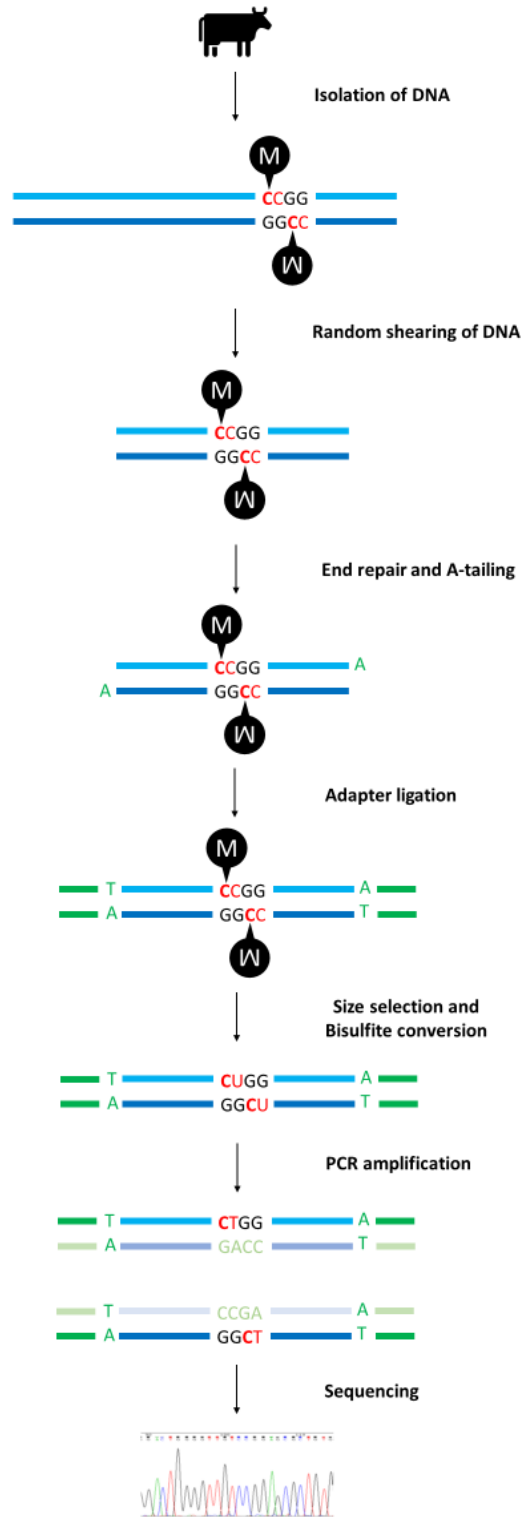 Isolation of DNA
M
CCGG
GGCC
M
Random shearing of DNA
M
CCGG
GGCC
M
End repair and A-tailing
M
CCGG A
A GGCC
M
Adapter ligation
M
T CCGG A
A GGCC T
M
Size selection and
Bisulfite conversion
T CUGG A
A GGCU T
PCR amplification
T CTGG A
A GACC T
T CCGA A
A GGCT T
Sequencing